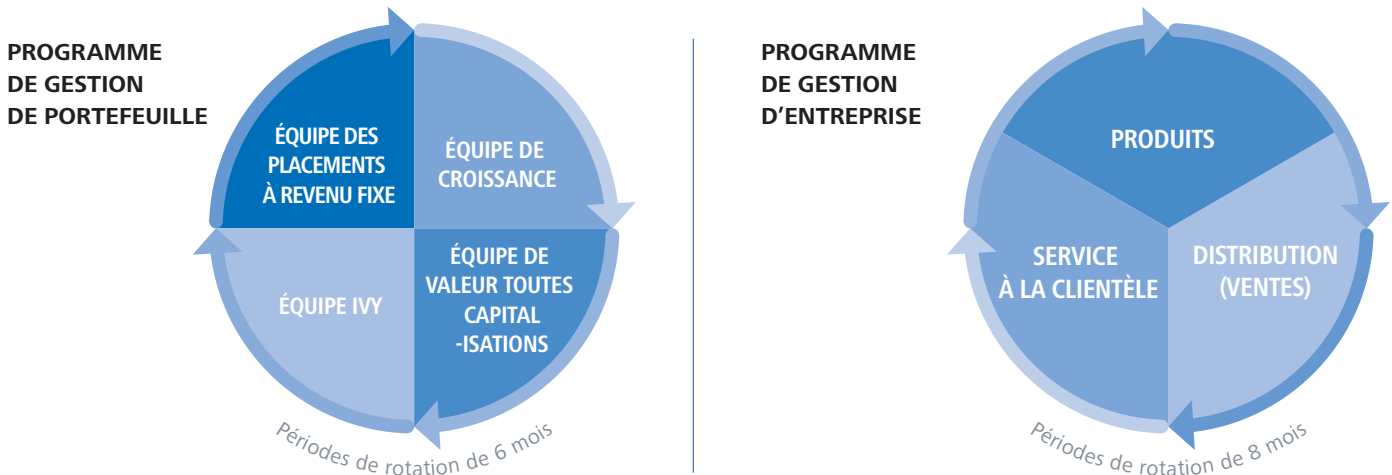 PROGRAMME
DE GESTION
DE PORTEFEUILLE
ÉQUIPE DES
PLACEMENTS
À REVENU FIXE
ÉQUIPE DE
CROISSANCE
ÉQUIPE IVY
ÉQUIPE DE
VALEUR TOUTES
CAPITAL
-ISATIONS
Périodes de rotation de 6 mois
PROGRAMME
DE GESTION
D’ENTREPRISE
PRODUITS
SERVICE
À LA CLIENTÈLE
DISTRIBUTION
(VENTES)
Périodes de rotation de 8 mois